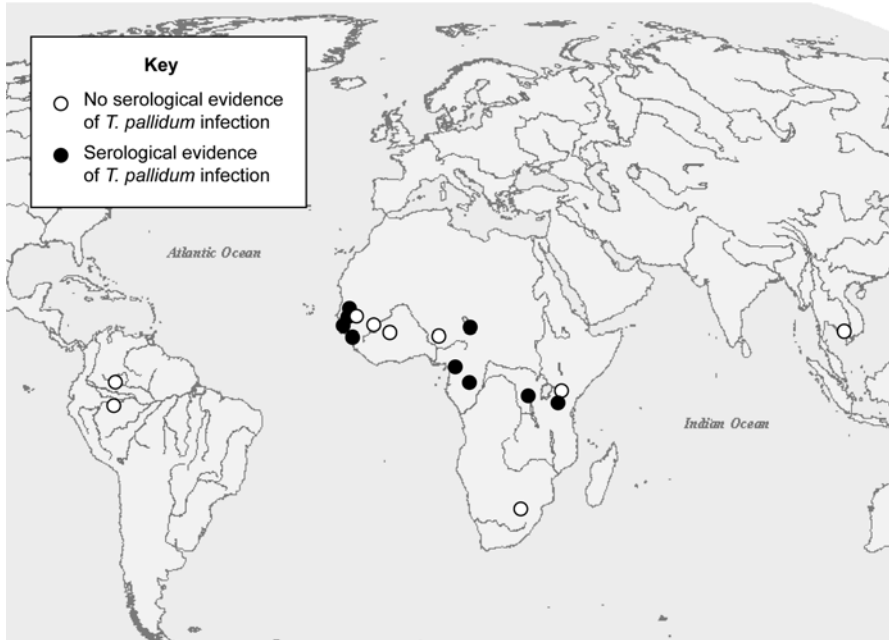 Key
No serological evidence
of T. pallidum infection
Serological evidence
of T. pallidum infection
Atlantic Ocean
Indian Ocean